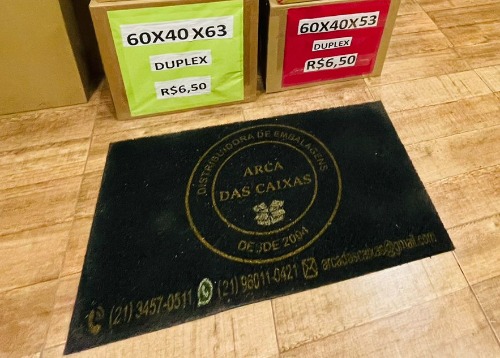 60X40X63
DUPLEX
R$6,50
60X40X53
DUPLEX
R$6,50
DISTRIBUIDORA DE EMBALAGENS
ARCA
DAS CAIXAS
DESDE 2004
(21) 3457-0511 (21) 98011-0421 arcadascaixas@gmail.com